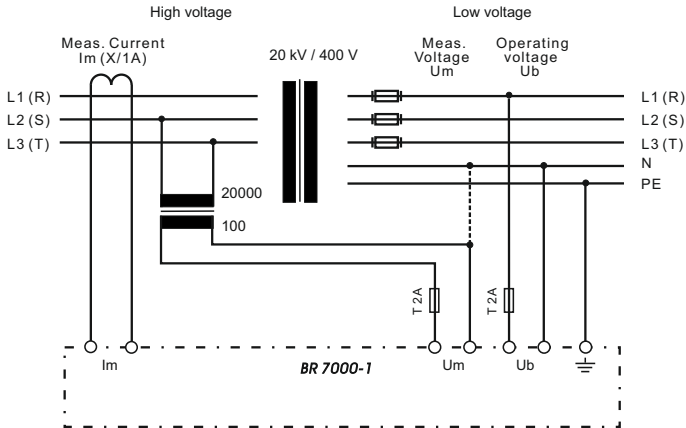 High voltage
Low voltage
Meas. Current
Im (X/1A)
20 kV / 400 V
Meas.
Voltage
Um
Operating
voltage
Ub
L1 (R)
L1 (R)
L2 (S)
L2 (S)
L3 (T)
L3 (T)
N
PE
20000
100
T 2A
T 2A
Im
BR 7000-1
Um
Ub